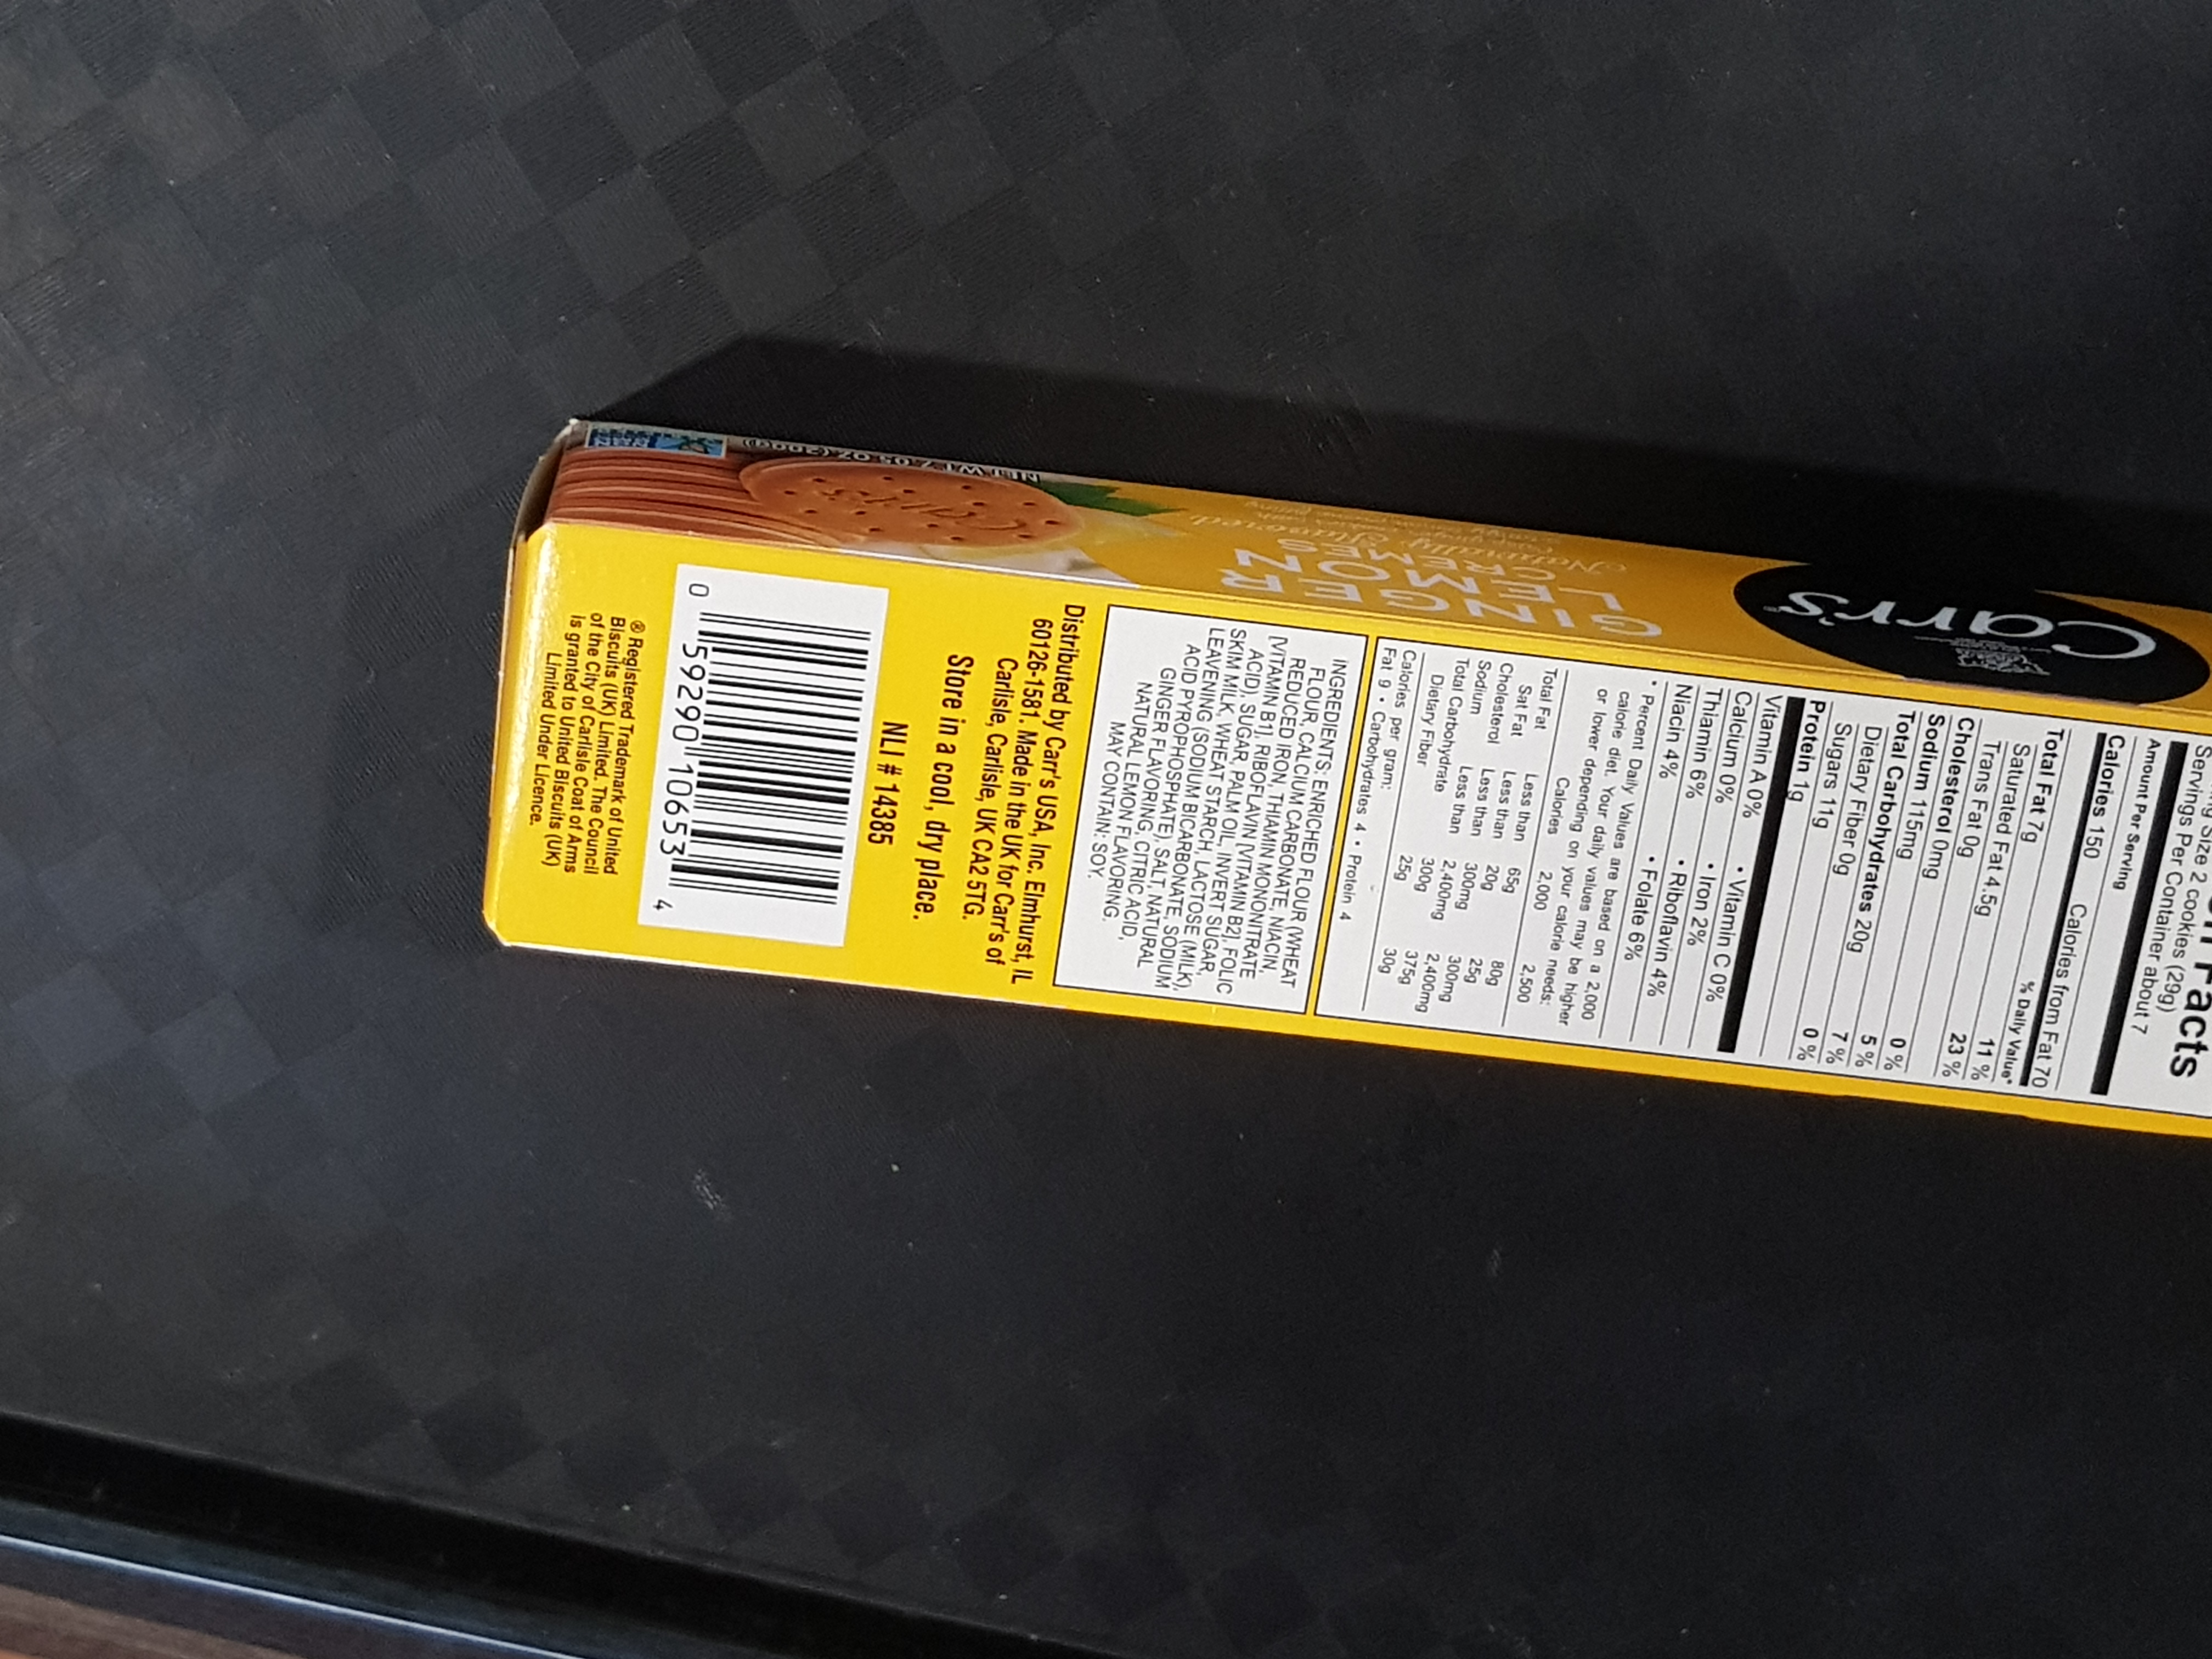 on Facts
ng Size 2 cookies (29g)
Servings Per Container about 7
Amount Per Serving
Calories 150 Calories from Fat 70
% Daily Value*
Total Fat 7g 11 %
Saturated Fat 4.5g 23 %
Trans Fat 0g
Cholesterol 0mg 0 %
Sodium 115mg 5 %
Total Carbohydrates 20g 7 %
Dietary Fiber 0g 0 %
Sugars 11g
Protein 1g
Vitamin A 0% • Vitamin C 0%
Calcium 0% • Iron 2%
Thiamin 6% • Riboflavin 4%
Niacin 4% • Folate 6%
* Percent Daily Values are based on a 2,000
calorie diet. Your daily values may be higher
or lower depending on your calorie needs:
Calories 2,000 2,500
Total Fat Less than 65g 80g
Sat Fat Less than 20g 25g
Cholesterol Less than 300mg 300mg
Sodium Less than 2,400mg 2,400mg
Total Carbohydrate 300g 375g
Dietary Fiber 25g 30g
Calories per gram:
Fat 9 • Carbohydrates 4 • Protein 4
INGREDIENTS: ENRICHED FLOUR (WHEAT
FLOUR, CALCIUM CARBONATE, NIACIN,
REDUCED IRON, THIAMIN MONONITRATE
[VITAMIN B1], RIBOFLAVIN [VITAMIN B2], FOLIC
ACID), SUGAR, PALM OIL, INVERT SUGAR,
SKIM MILK, WHEAT STARCH, LACTOSE (MILK),
LEAVENING (SODIUM BICARBONATE, SODIUM
ACID PYROPHOSPHATE), SALT, NATURAL
GINGER FLAVORING, CITRIC ACID,
NATURAL LEMON FLAVORING.
MAY CONTAIN: SOY.
Distributed by Carr's USA, Inc. Elmhurst, IL
60126-1581. Made in the UK for Carr's of
Carlisle, Carlisle, UK CA2 5TG.
Store in a cool, dry place.
NLI # 14385
0 59290 10653 4
® Registered Trademark of United
Biscuits (UK) Limited. The Council
of the City of Carlisle Coat of Arms
is granted to United Biscuits (UK)
Limited Under Licence.
Carr's®
GINGER
LEMON
CREMES
Naturally Flavored
Carr's
NET WT 7.05 OZ (200g)